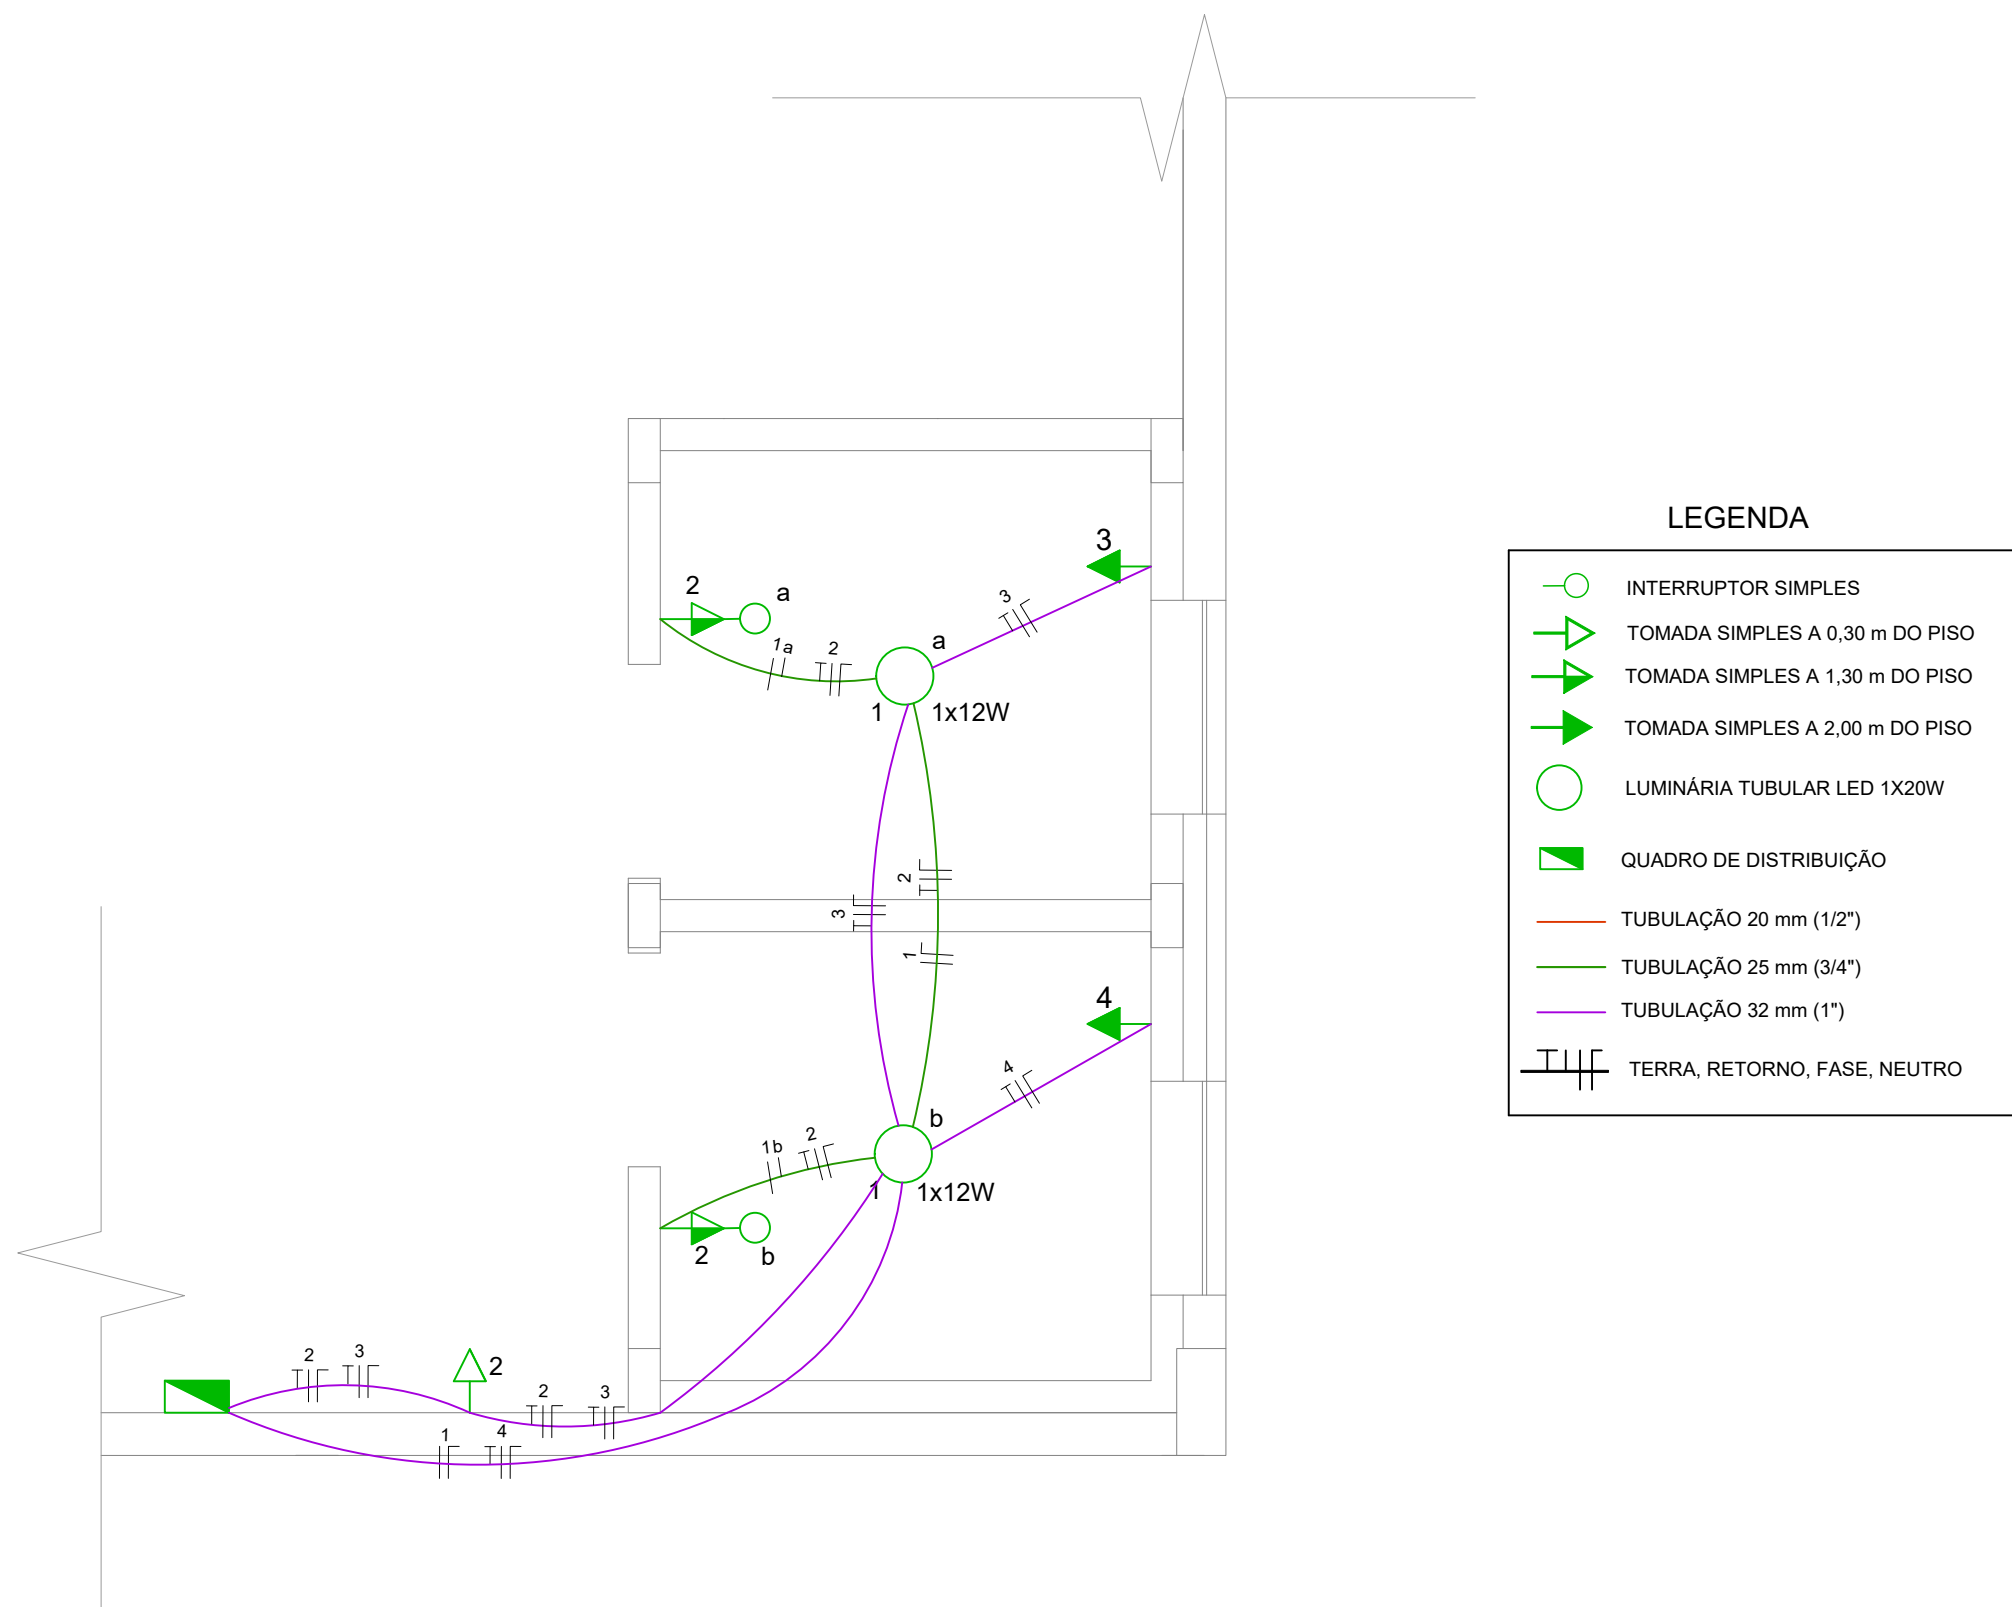 3
2
a
3
1a
2
a
1
1x12W
2
3
1
4
b
4
1b
2
1
1x12W
2
b
2
3
2
2
3
1
4
LEGENDA
INTERRUPTOR SIMPLES
TOMADA SIMPLES A 0,30 m DO PISO
TOMADA SIMPLES A 1,30 m DO PISO
TOMADA SIMPLES A 2,00 m DO PISO
LUMINÁRIA TUBULAR LED 1X20W
QUADRO DE DISTRIBUIÇÃO
TUBULAÇÃO 20 mm (1/2")
TUBULAÇÃO 25 mm (3/4")
TUBULAÇÃO 32 mm (1")
TERRA, RETORNO, FASE, NEUTRO